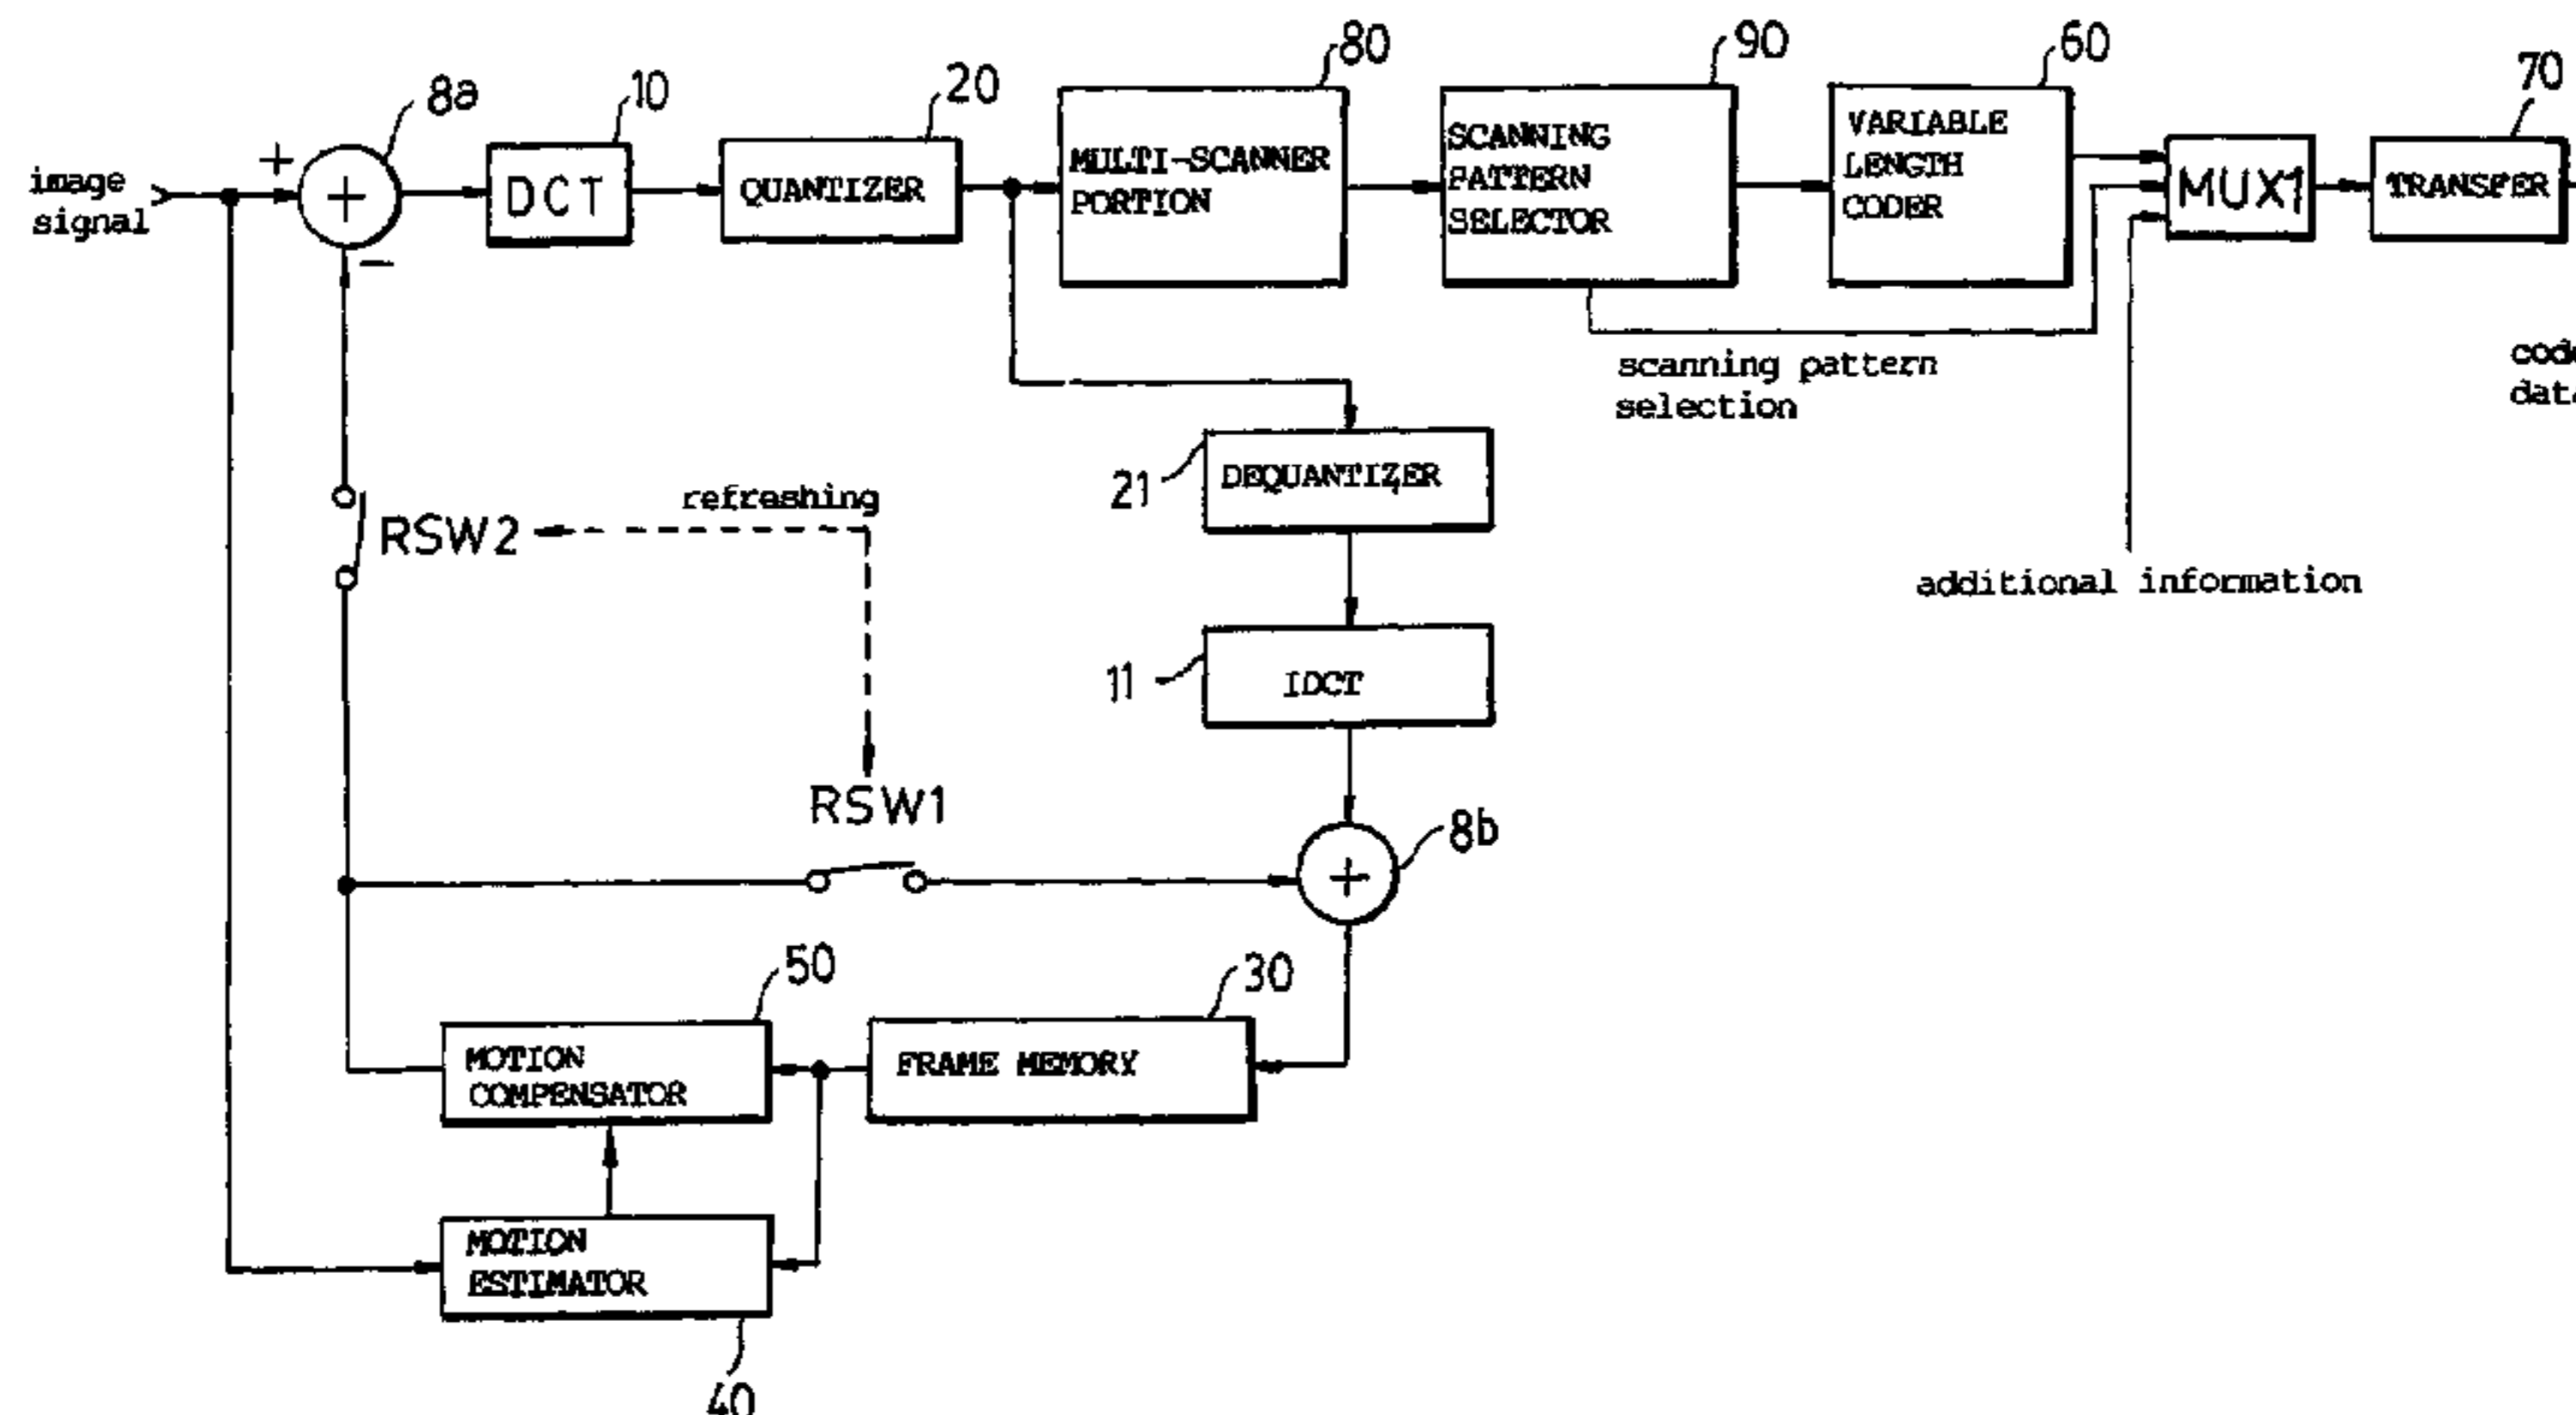 image
signal
+
8a
+
−
10
DCT
20
QUANTIZER
80
MULTI-SCANNER
PORTION
90
SCANNING
PATTERN
SELECTOR
60
VARIABLE
LENGTH
CODER
MUX1
70
TRANSFER
scanning pattern
selection
additional information
21
DEQUANTIZER
refreshing
RSW2
11
IDCT
RSW1
8b
+
50
MOTION
COMPENSATOR
30
FRAME MEMORY
MOTION
ESTIMATOR
40